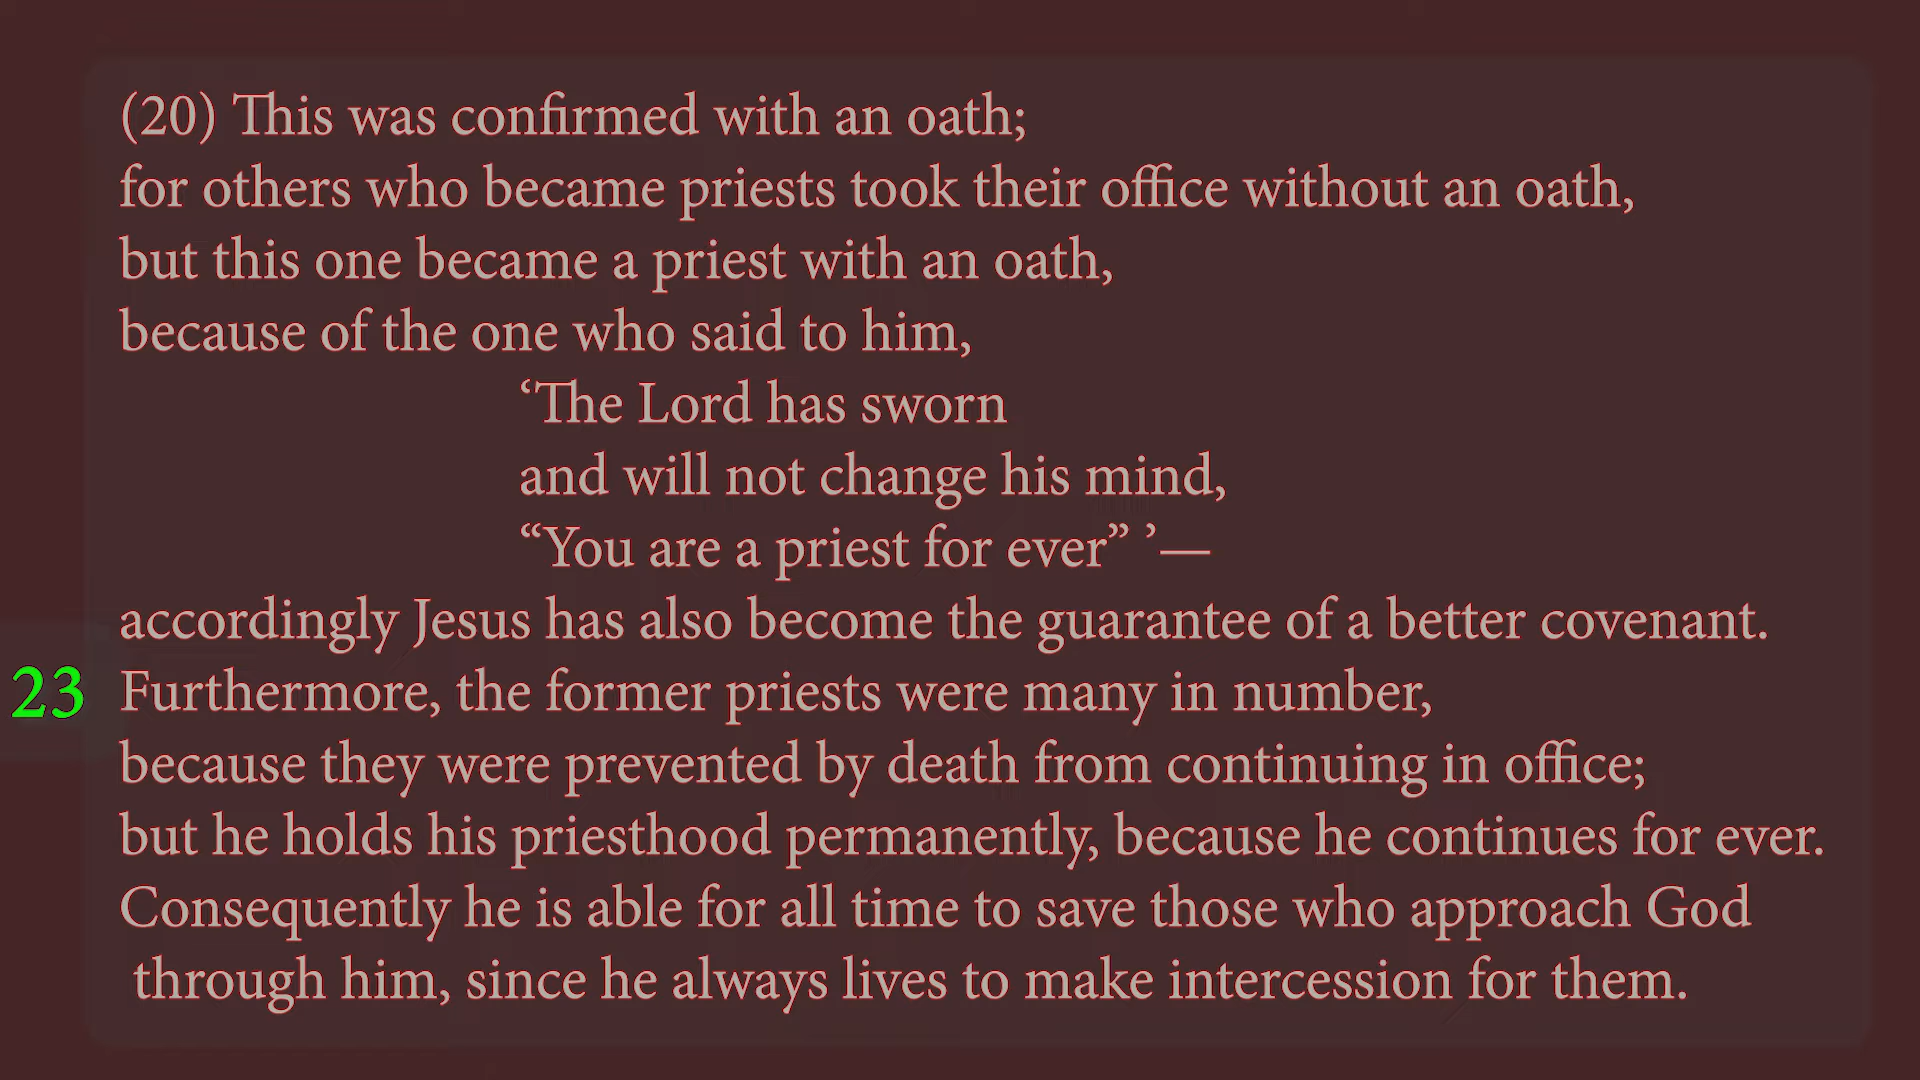 (20) This was confirmed with an oath;
for others who became priests took their office without an oath,
but this one became a priest with an oath,
because of the one who said to him,
‘The Lord has sworn
and will not change his mind,
“You are a priest for ever” ’—
accordingly Jesus has also become the guarantee of a better covenant.
23 Furthermore, the former priests were many in number,
because they were prevented by death from continuing in office;
but he holds his priesthood permanently, because he continues for ever.
Consequently he is able for all time to save those who approach God
through him, since he always lives to make intercession for them.